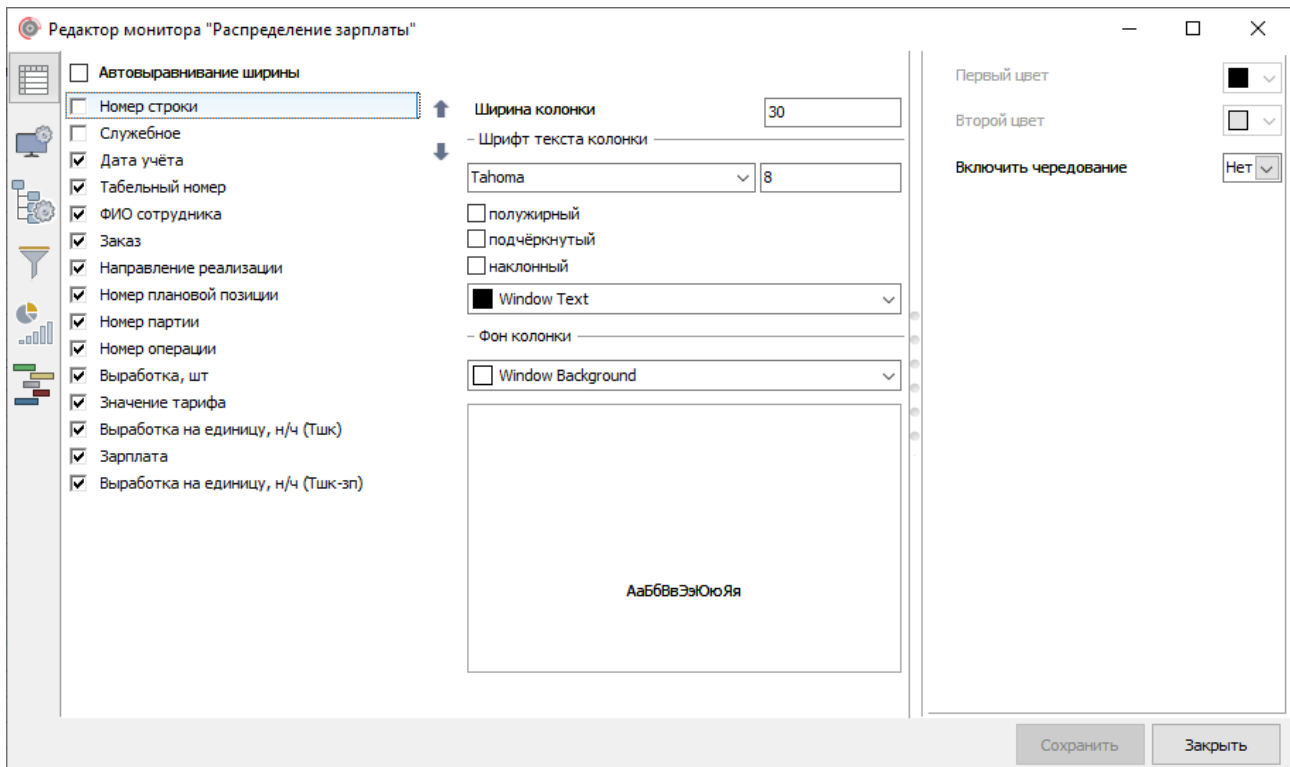 Редактор монитора "Распределение зарплаты"
Автовыравнивание ширины
Номер строки
Служебное
Дата учёта
Табельный номер
ФИО сотрудника
Заказ
Направление реализации
Номер плановой позиции
Номер партии
Номер операции
Выработка, шт
Значение тарифа
Выработка на единицу, н/ч (Тшк)
Зарплата
Выработка на единицу, н/ч (Тшк-зп)
Ширина колонки 30
Шрифт текста колонки
Tahoma 8
полужирный
подчёркнутый
наклонный
Window Text
Фон колонки
Window Background
АаБбВвЭэЮюЯя
Первый цвет
Второй цвет
Включить чередование Нет
Сохранить Закрыть